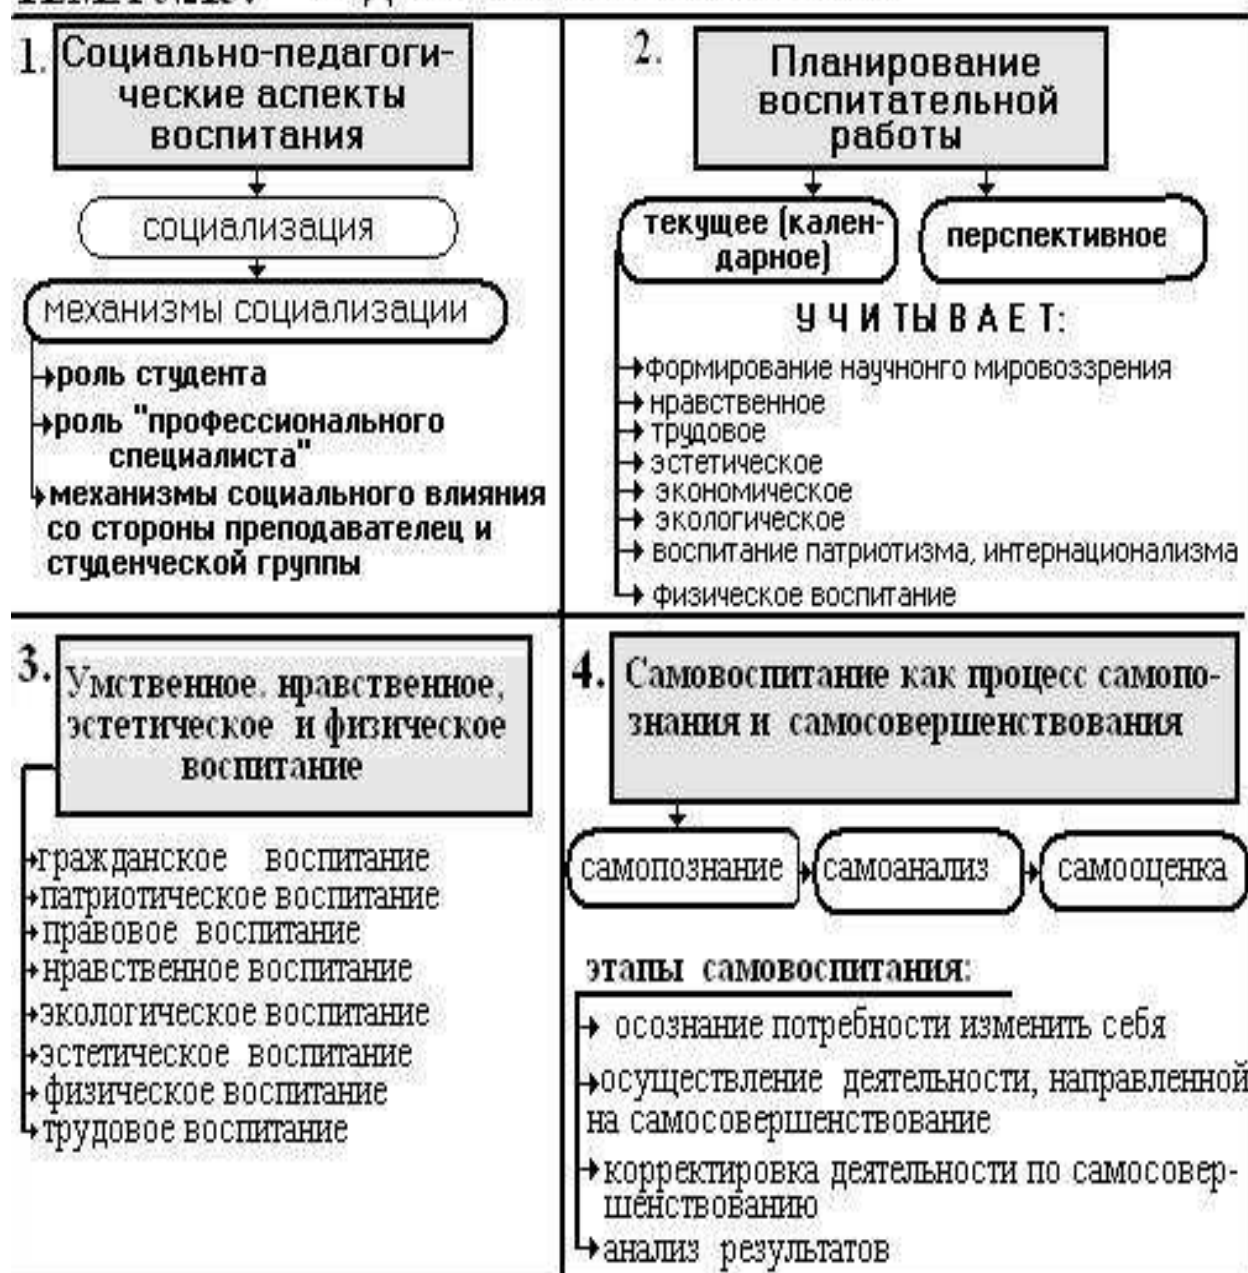 1. Социально-педагоги-
ческие аспекты
воспитания
социализация
механизмы социализации
роль студента
роль "профессионального
специалиста"
механизмы социального влияния
со стороны преподавателец и
студенческой группы
2. Планирование
воспитательной
работы
текущее (кален-
дарное)
перспективное
УЧИТЫВАЕТ:
формирование научнонго мировоззрения
нравственное
трудовое
эстетическое
экономическое
экологическое
воспитание патриотизма, интернационализма
физическое воспитание
3. Умственное. нравственное,
эстетическое и физическое
воспитание
гражданское воспитание
патриотическое воспитание
правовое воспитание
нравственное воспитание
экологическое воспитание
эстетическое воспитание
физическое воспитание
трудовое воспитание
4. Самовоспитание как процесс самопо-
знания и самосовершенствования
самопознание
самоанализ
самооценка
этапы самовоспитания:
осознание потребности изменить себя
осуществление деятельности, направленной
на самосовершенствование
корректировка деятельности по самосовер-
шенствованию
анализ результатов